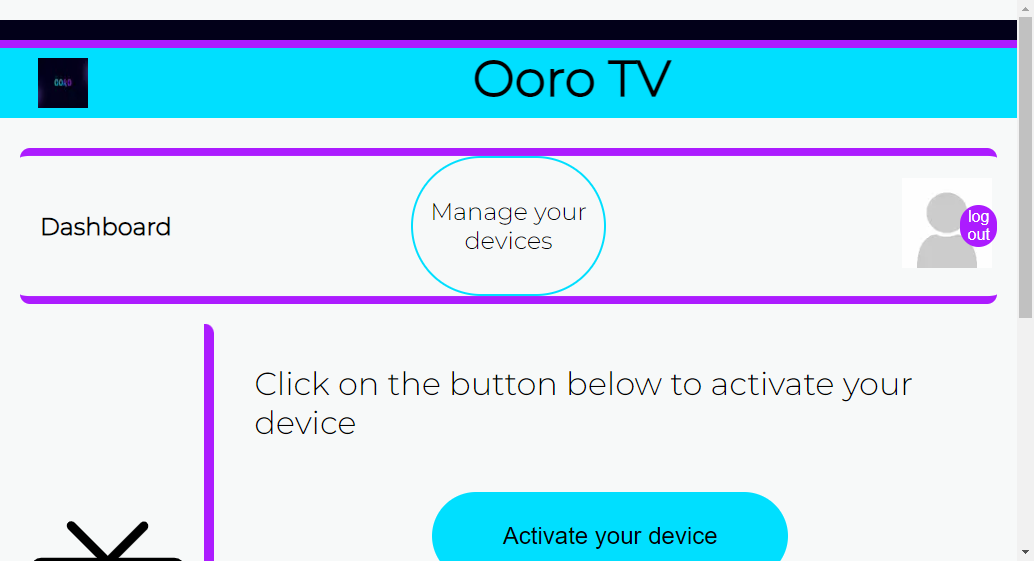 OORO
Ooro TV
Dashboard
Manage your
devices
log
out
Click on the button below to activate your
device
Activate your device